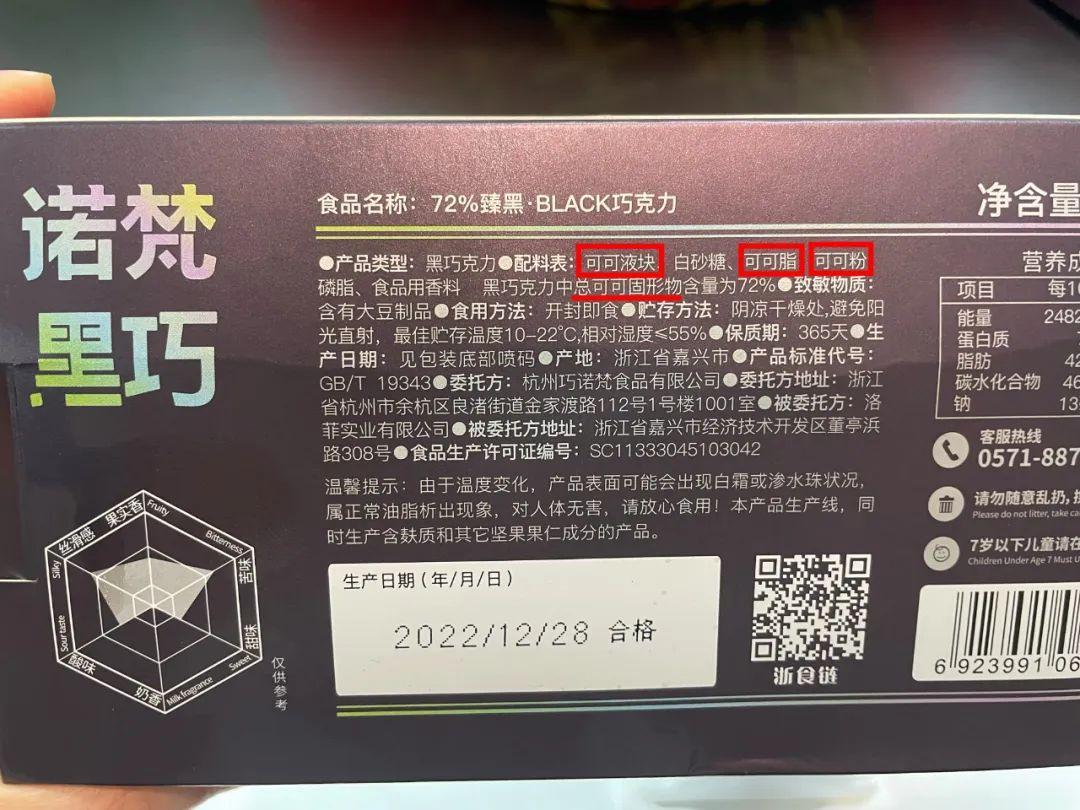 诺梵
黑巧
食品名称：72%臻黑·BLACK巧克力
净含量
●产品类型：黑巧克力●配料表：可可液块、白砂糖、可可脂、可可粉、
磷脂、食品用香料 黑巧克力中总可可固形物含量为72%●致敏物质：
含有大豆制品●食用方法：开封即食●贮存方法：阴凉干燥处,避免阳
光直射，最佳贮存温度10-22℃,相对湿度≤55%●保质期：365天●生
产日期：见包装底部喷码●产地：浙江省嘉兴市●产品标准代号：
GB/T 19343●委托方：杭州巧诺梵食品有限公司●委托方地址：浙江
省杭州市余杭区良渚街道金家渡路112号1号楼1001室●被委托方：洛
菲实业有限公司●被委托方地址：浙江省嘉兴市经济技术开发区董亭浜
路308号●食品生产许可证编号：SC11333045103042
温馨提示：由于温度变化，产品表面可能会出现白霜或渗水珠状况，
属正常油脂析出现象，对人体无害，请放心食用！本产品生产线，同
时生产含麸质和其它坚果果仁成分的产品。
营养成
项目 每10
能量 2482
蛋白质
脂肪 42
碳水化合物 46
钠 13
客服热线
0571-887
请勿随意乱扔，
Please do not litter, take ca
7岁以下儿童请在
Children Under Age 7 Must U
果实香 Fruity
苦味 Bitterness
甜味 Sweet
奶香 Milk fragrance
酸味 Sour taste
丝滑感 Silky
仅供参考
生产日期（年/月/日）
2022/12/28 合格
浙食链
6 923991 06